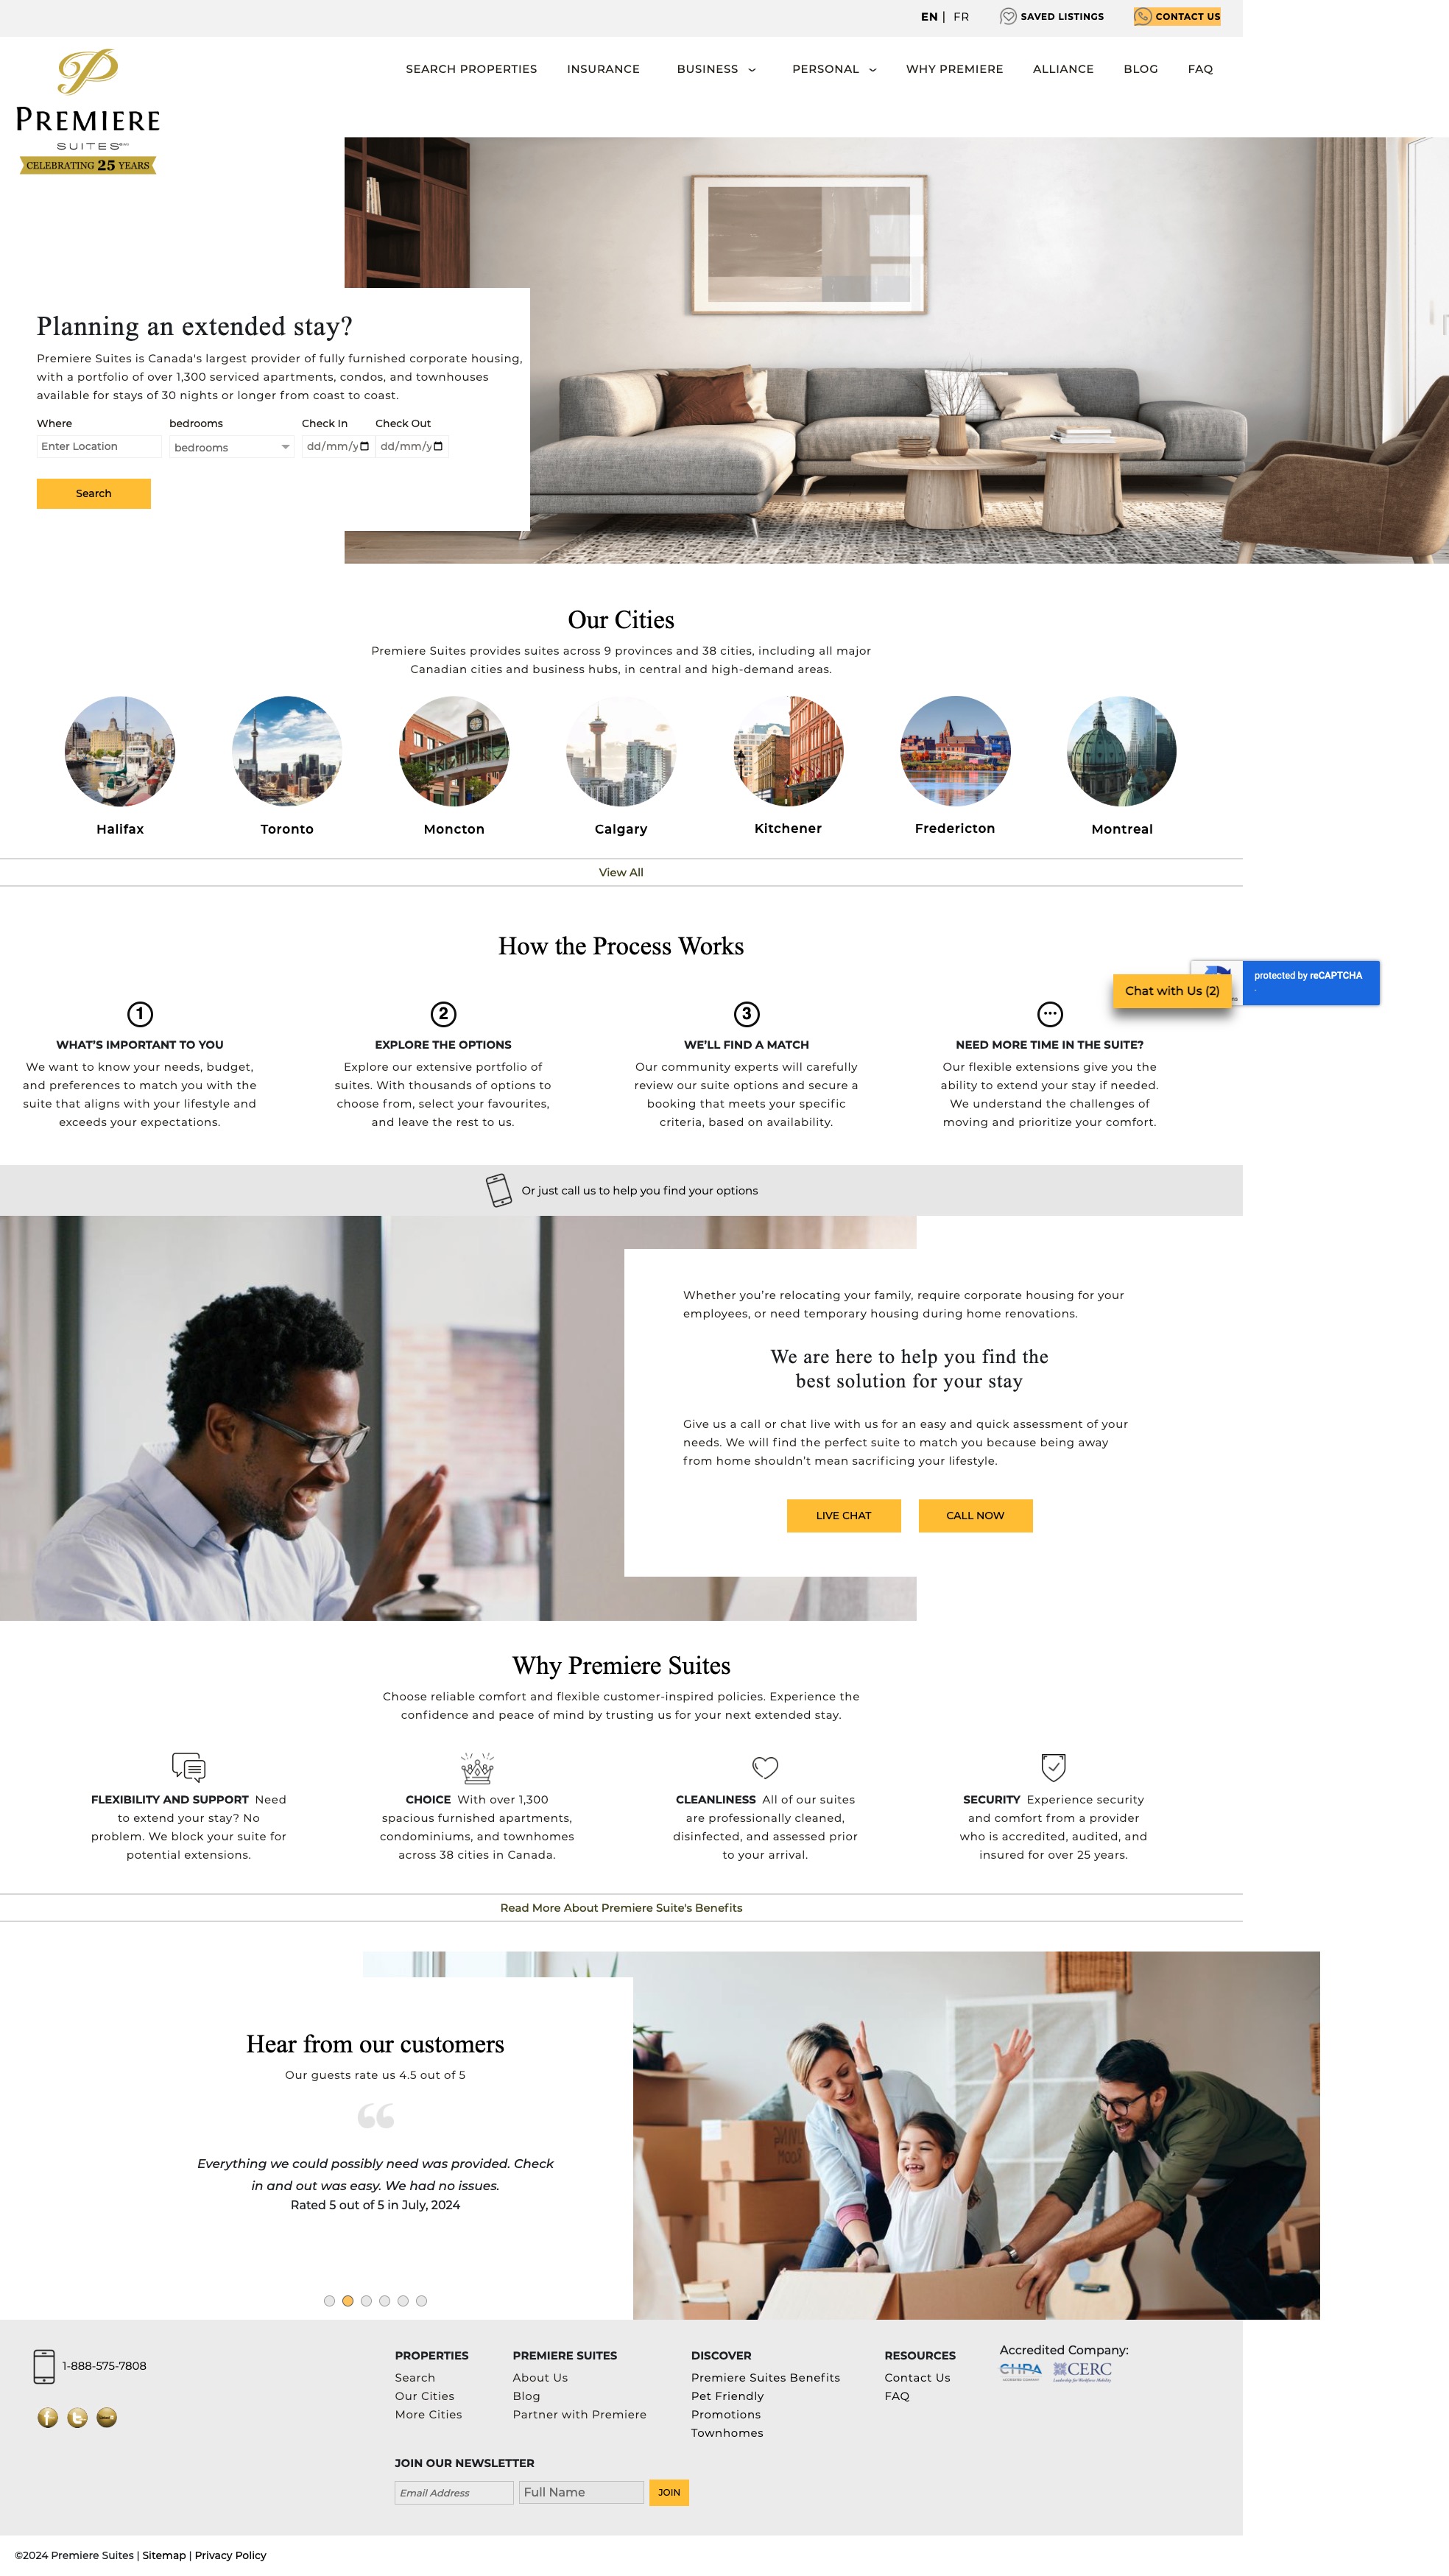 EN | FR
SAVED LISTINGS
CONTACT US
PREMIERE
SUITES
CELEBRATING 25 YEARS
SEARCH PROPERTIES
INSURANCE
BUSINESS
PERSONAL
WHY PREMIERE
ALLIANCE
BLOG
FAQ
Planning an extended stay?
Premiere Suites is Canada's largest provider of fully furnished corporate housing,
with a portfolio of over 1,300 serviced apartments, condos, and townhouses
available for stays of 30 nights or longer from coast to coast.
Where
bedrooms
Check In
Check Out
Enter Location
bedrooms
dd/mm/y
dd/mm/y
Search
Our Cities
Premiere Suites provides suites across 9 provinces and 38 cities, including all major
Canadian cities and business hubs, in central and high-demand areas.
Halifax
Toronto
Moncton
Calgary
Kitchener
Fredericton
Montreal
View All
How the Process Works
protected by reCAPTCHA
Chat with Us (2)
1
WHAT’S IMPORTANT TO YOU
We want to know your needs, budget,
and preferences to match you with the
suite that aligns with your lifestyle and
exceeds your expectations.
2
EXPLORE THE OPTIONS
Explore our extensive portfolio of
suites. With thousands of options to
choose from, select your favourites,
and leave the rest to us.
3
WE’LL FIND A MATCH
Our community experts will carefully
review our suite options and secure a
booking that meets your specific
criteria, based on availability.
...
NEED MORE TIME IN THE SUITE?
Our flexible extensions give you the
ability to extend your stay if needed.
We understand the challenges of
moving and prioritize your comfort.
Or just call us to help you find your options
Whether you’re relocating your family, require corporate housing for your
employees, or need temporary housing during home renovations.
We are here to help you find the
best solution for your stay
Give us a call or chat live with us for an easy and quick assessment of your
needs. We will find the perfect suite to match you because being away
from home shouldn’t mean sacrificing your lifestyle.
LIVE CHAT
CALL NOW
Why Premiere Suites
Choose reliable comfort and flexible customer-inspired policies. Experience the
confidence and peace of mind by trusting us for your next extended stay.
FLEXIBILITY AND SUPPORT Need
to extend your stay? No
problem. We block your suite for
potential extensions.
CHOICE With over 1,300
spacious furnished apartments,
condominiums, and townhomes
across 38 cities in Canada.
CLEANLINESS All of our suites
are professionally cleaned,
disinfected, and assessed prior
to your arrival.
SECURITY Experience security
and comfort from a provider
who is accredited, audited, and
insured for over 25 years.
Read More About Premiere Suite's Benefits
Hear from our customers
Our guests rate us 4.5 out of 5
“
Everything we could possibly need was provided. Check
in and out was easy. We had no issues.
Rated 5 out of 5 in July, 2024
1-888-575-7808
PROPERTIES
Search
Our Cities
More Cities
PREMIERE SUITES
About Us
Blog
Partner with Premiere
DISCOVER
Premiere Suites Benefits
Pet Friendly
Promotions
Townhomes
RESOURCES
Contact Us
FAQ
Accredited Company:
CHPA
ACCREDITED COMPANY
CERC
Leadership for Workforce Mobility
JOIN OUR NEWSLETTER
Email Address
Full Name
JOIN
©2024 Premiere Suites | Sitemap | Privacy Policy